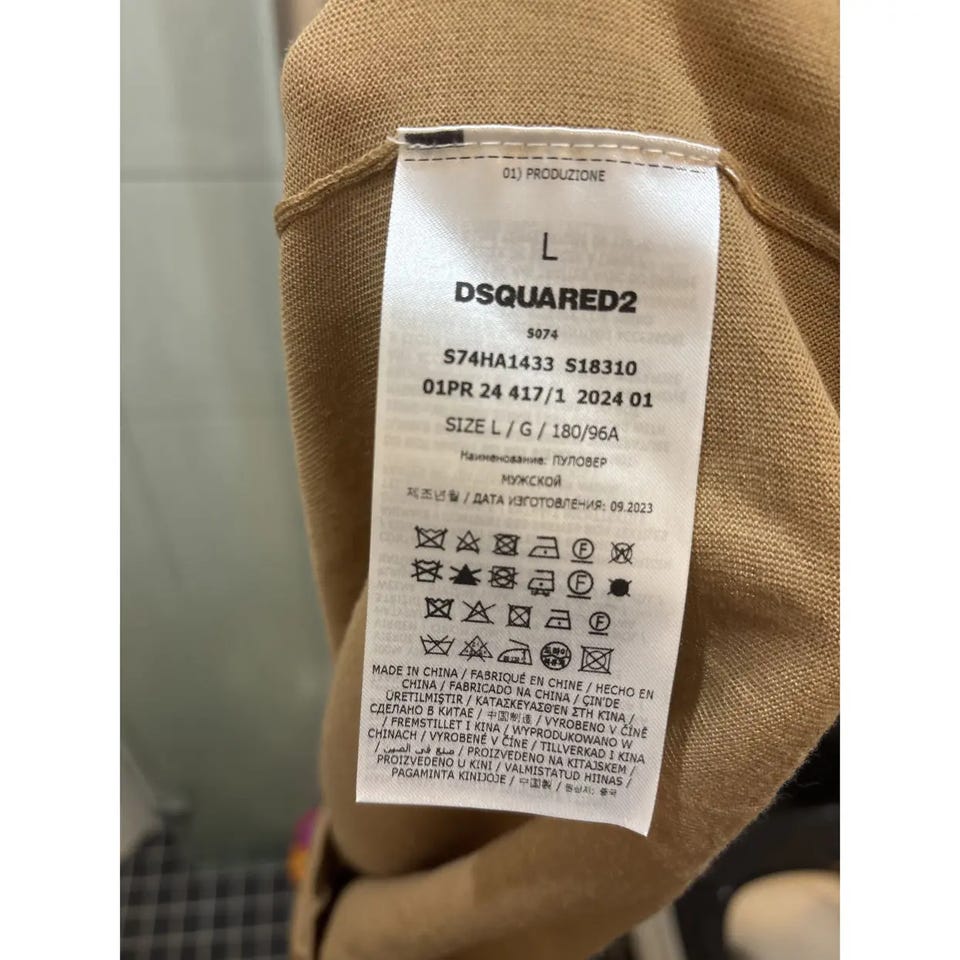 01) PRODUZIONE
L
DSQUARED2
S074
S74HA1433 S18310
01PR 24 417/1 2024 01
SIZE L / G / 180/96A
Наименование: ПУЛОВЕР
МУЖСКОЙ
제조년월 / ДАТА ИЗГОТОВЛЕНИЯ: 09.2023
MADE IN CHINA / FABRIQUÉ EN CHINE / HECHO EN
CHINA / FABRICADO NA CHINA / ÇIN'DE
ÜRETILMIŞTIR / ΚΑΤΑΣΚΕΥΑΣΘ'ΕΝ ΣΤΗ ΚΙΝΑ /
СДЕЛАНО В КИТАЕ / 中国制造 / VYROBENO V ČÍNĚ
/ FREMSTILLET I KINA / WYPRODUKOWANO W
CHINACH / VYROBENÉ V ČÍNE / TILLVERKAD I KINA
/ صنع في الصين / PROIZVEDENO NA KITAJSKEM /
PROIZVEDENO U KINI / VALMISTATUD HIINAS /
PAGAMINTA KINIJOJE / 中国製 / 원산지: 중국